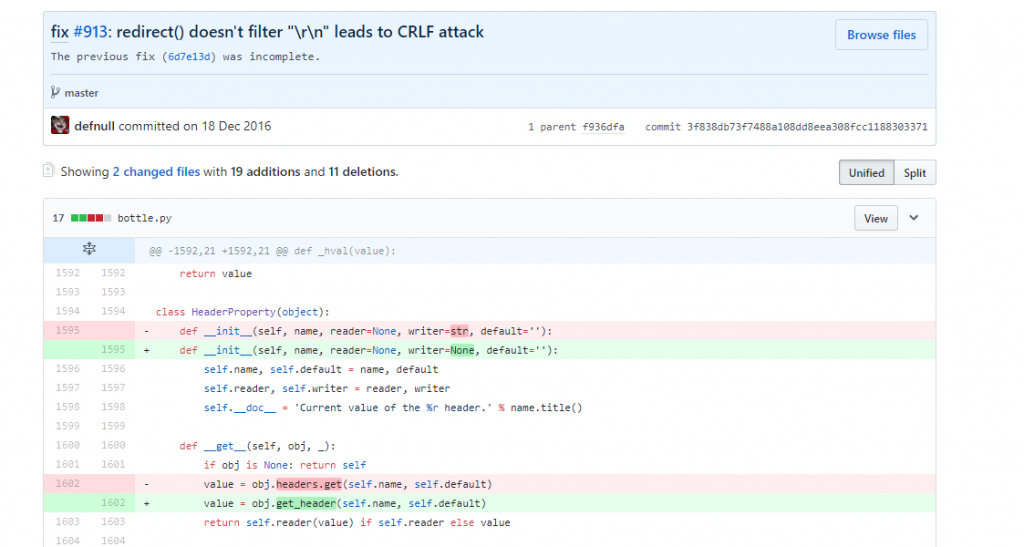 fix #913: redirect() doesn't filter "\r\n" leads to CRLF attack
Browse files
The previous fix (6d7e13d) was incomplete.
master
defnull committed on 18 Dec 2016
1 parent f936dfa commit 3f838db73f7488a108dd8eea308fcc1188303371
Showing 2 changed files with 19 additions and 11 deletions.
Unified Split
17 bottle.py
View
@@ -1592,21 +1592,21 @@ def _hval(value):
1592 1592 return value
1593 1593
1594 1594 class HeaderProperty(object):
1595 - def __init__(self, name, reader=None, writer=str, default=''):
1595 + def __init__(self, name, reader=None, writer=None, default=''):
1596 1596 self.name, self.default = name, default
1597 1597 self.reader, self.writer = reader, writer
1598 1598 self.__doc__ = 'Current value of the %r header.' % name.title()
1599 1599
1600 1600 def __get__(self, obj, _):
1601 1601 if obj is None: return self
1602 - value = obj.headers.get(self.name, self.default)
1602 + value = obj.get_header(self.name, self.default)
1603 1603 return self.reader(value) if self.reader else value
1604 1604